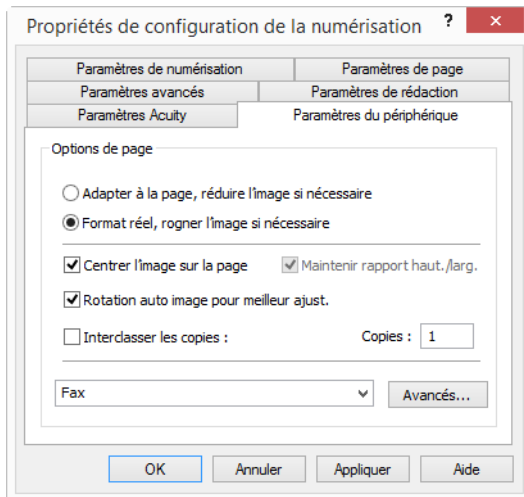 Propriétés de configuration de la numérisation ? ×
Paramètres de numérisation Paramètres de page
Paramètres avancés Paramètres de rédaction
Paramètres Acuity Paramètres du périphérique
Options de page
Adapter à la page, réduire l'image si nécessaire
Format réel, rogner l'image si nécessaire
Centrer l'image sur la page Maintenir rapport haut./larg.
Rotation auto image pour meilleur ajust.
Interclasser les copies : Copies : 1
Fax Avancés...
OK Annuler Appliquer Aide